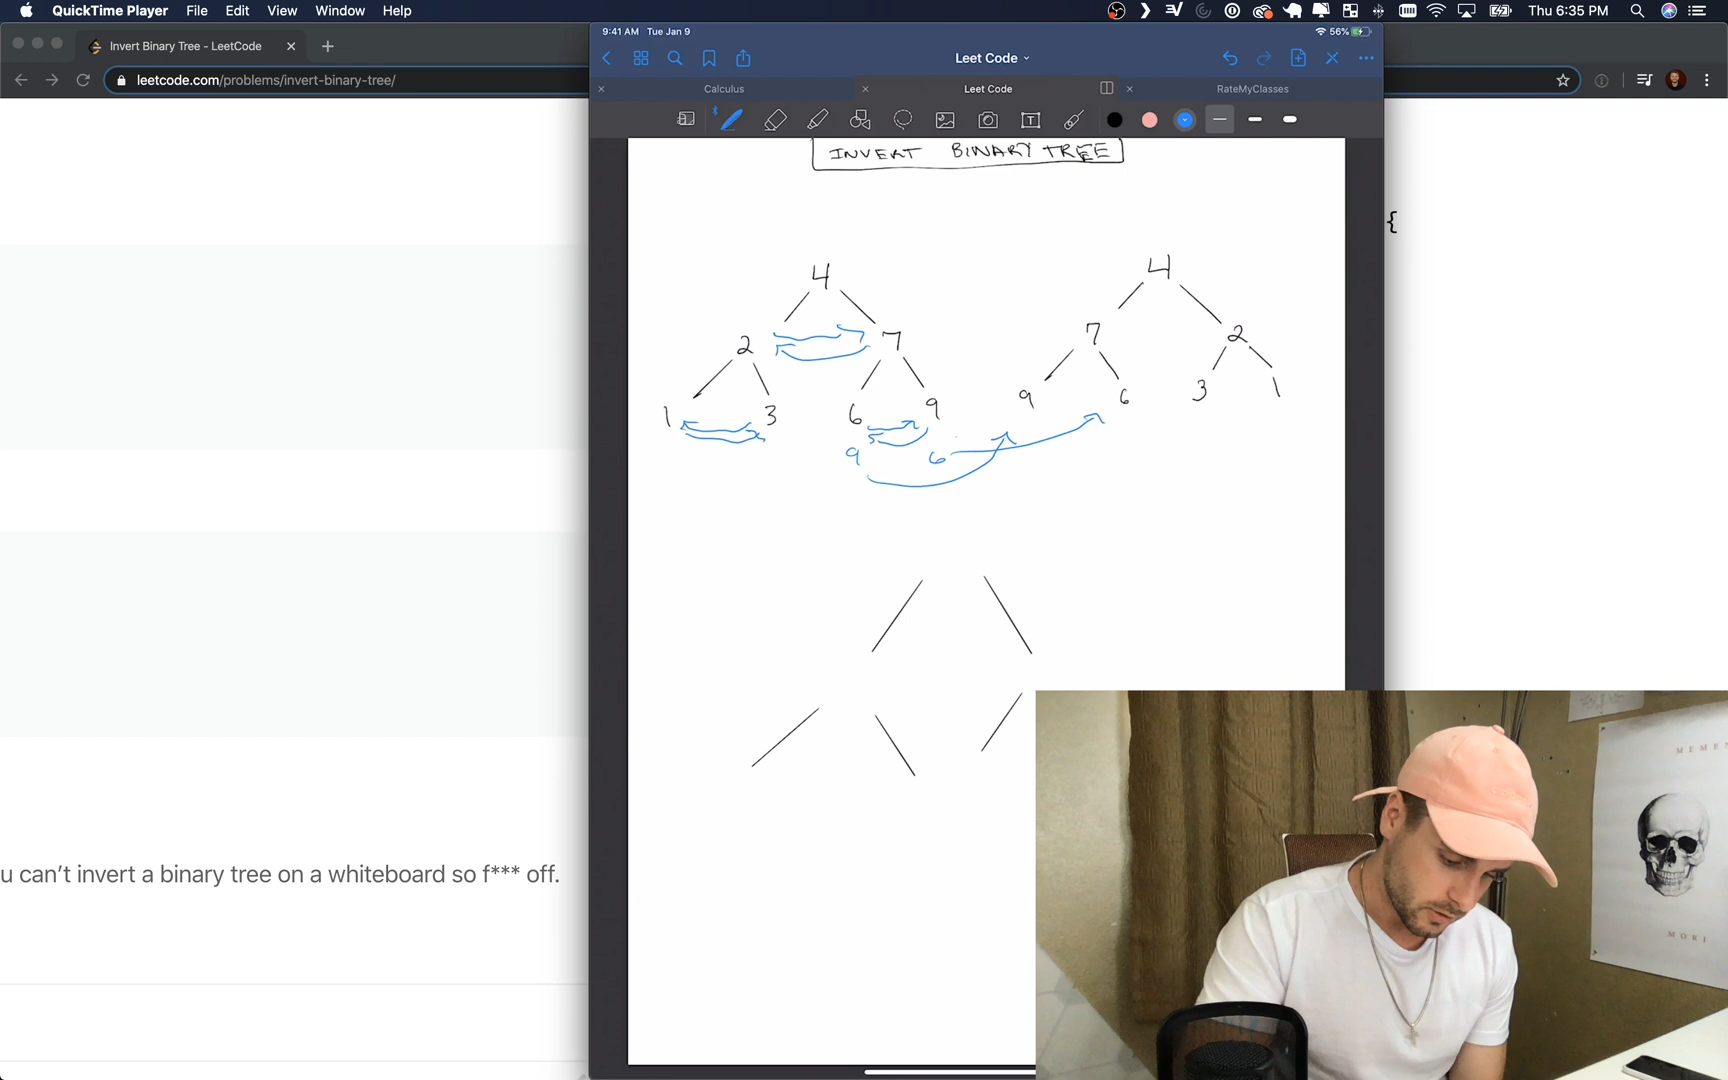 QuickTime Player File Edit View Window Help Thu 6:35 PM
Invert Binary Tree - LeetCode
leetcode.com/problems/invert-binary-tree/
9:41 AM Tue Jan 9 56%
Leet Code
Calculus Leet Code RateMyClasses
T
INVERT BINARY TREE
{
4 4
2 7 7 2
1 3 6 9 9 6 3 1
9 6
u can't invert a binary tree on a whiteboard so f*** off.
MEMEN
MORI